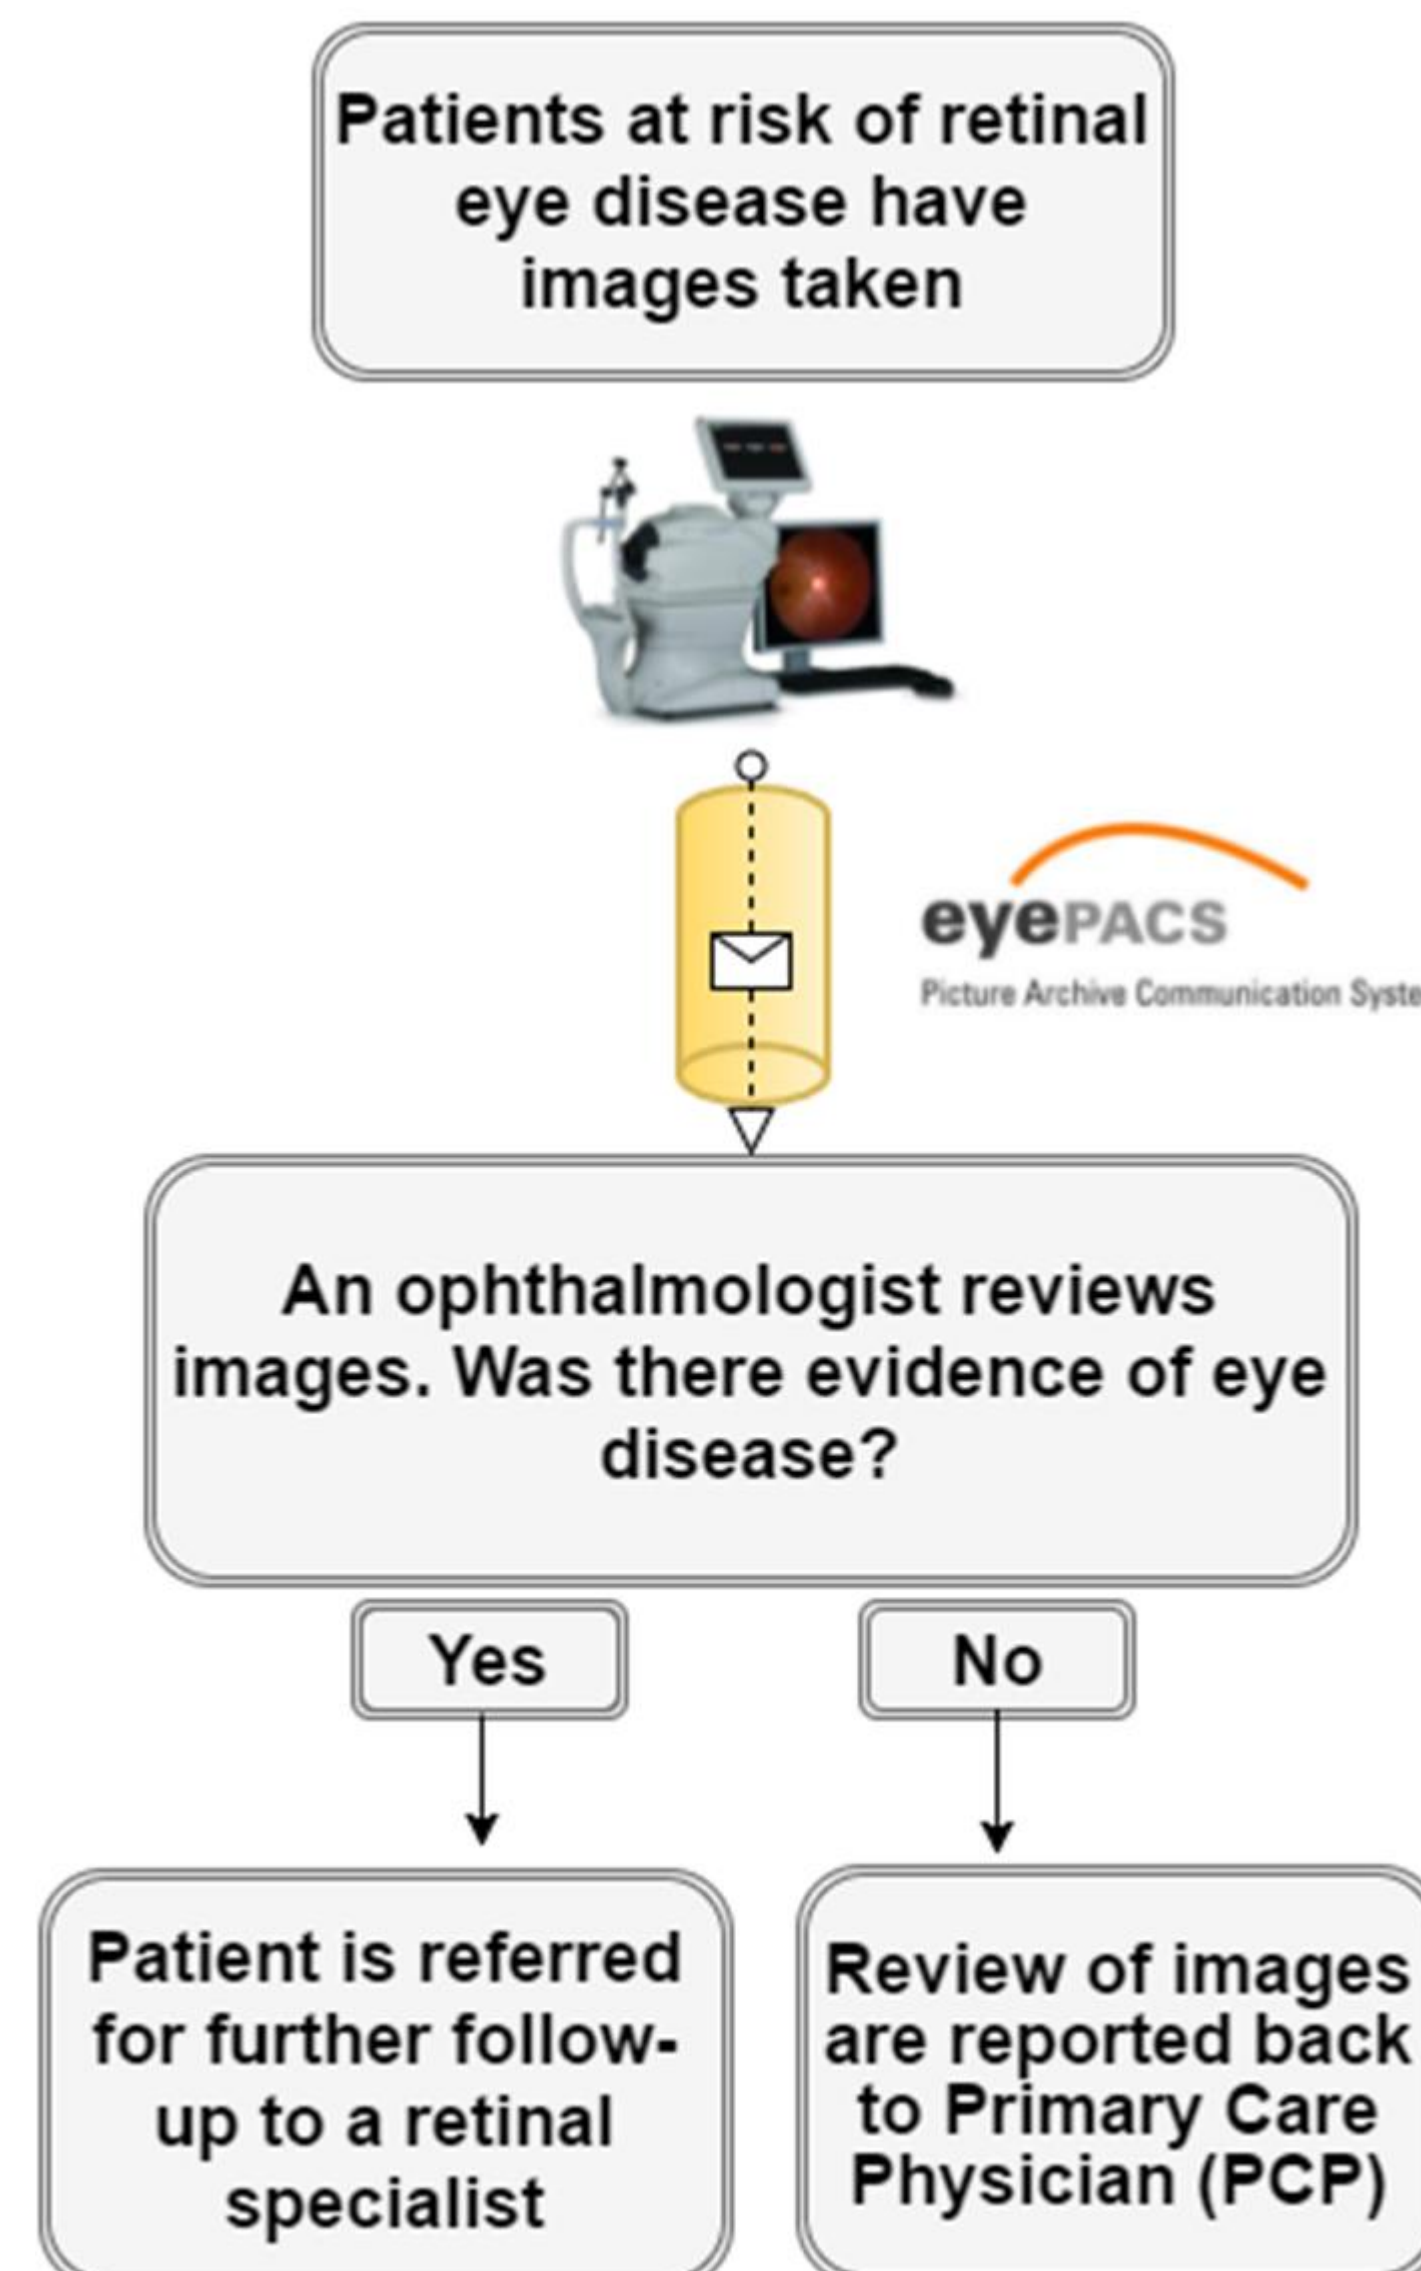 Patients at risk of retinal
eye disease have
images taken
eyePACS
Picture Archive Communication Syste
An ophthalmologist reviews
images. Was there evidence of eye
disease?
Yes
No
Patient is referred
for further follow-
up to a retinal
specialist
Review of images
are reported back
to Primary Care
Physician (PCP)